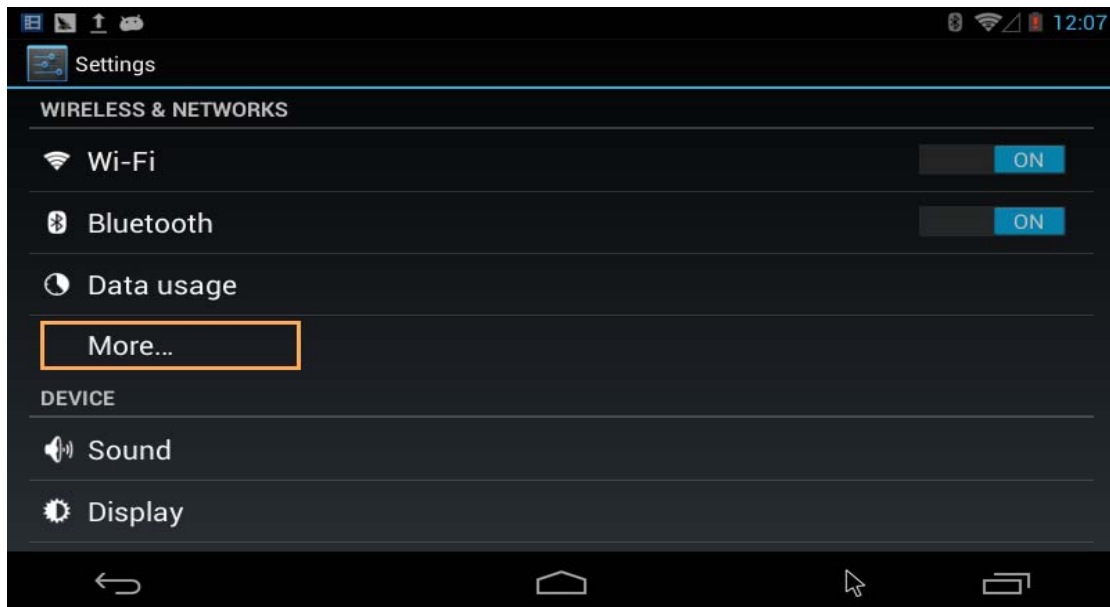 12:07
Settings
WIRELESS & NETWORKS
Wi-Fi ON
Bluetooth ON
Data usage
More...
DEVICE
Sound
Display